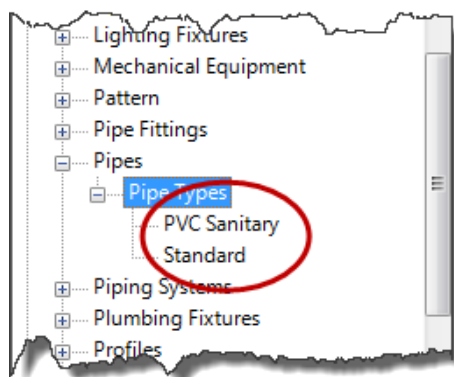 Lighting Fixtures
Mechanical Equipment
Pattern
Pipe Fittings
Pipes
Pipe Types
PVC Sanitary
Standard
Piping Systems
Plumbing Fixtures
Profiles